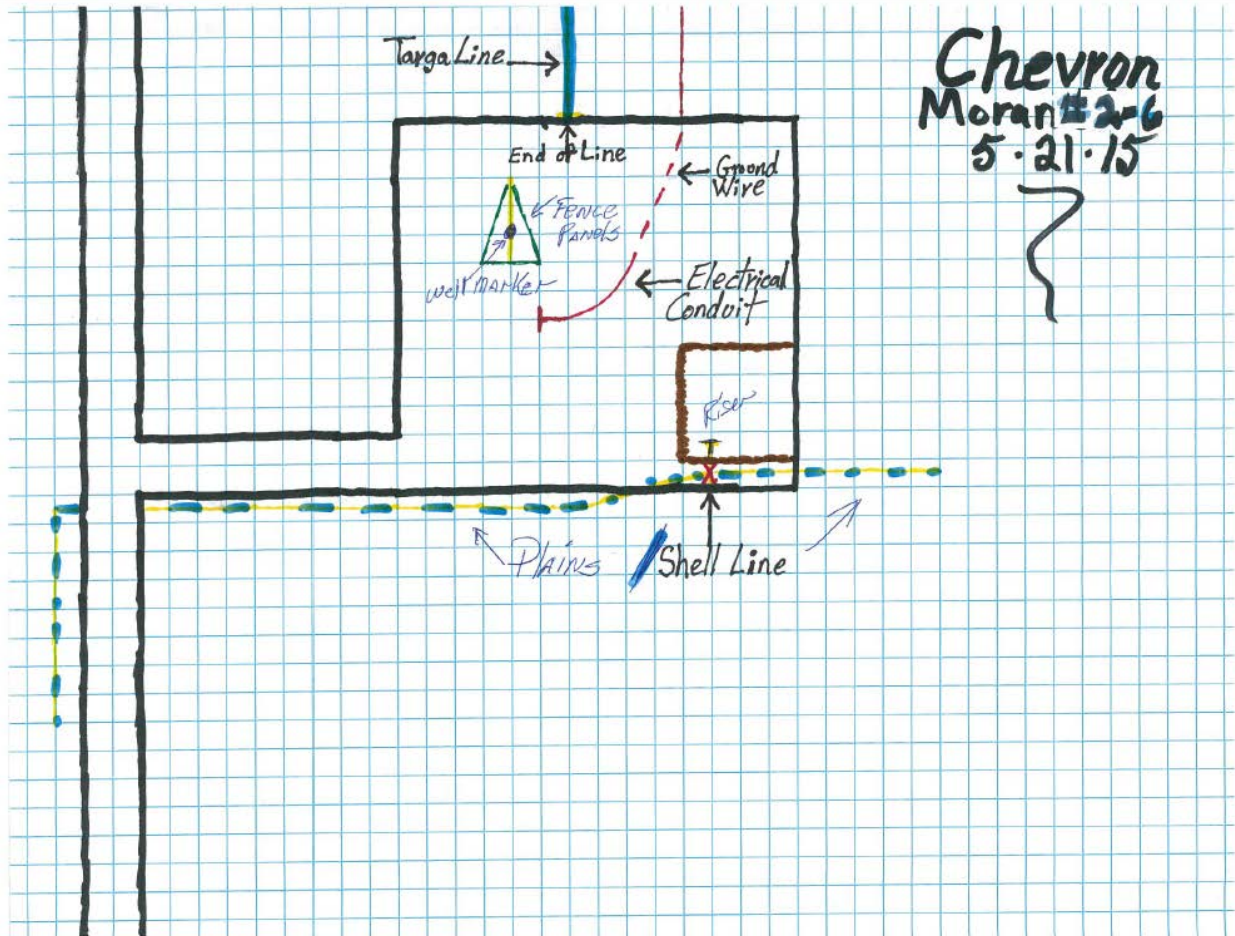 Chevron
Moran #2-6
5·21·15
Targa Line
End of Line
Ground
Wire
Fence
Panels
well marker
Electrical
Conduit
Riser
Plains / Shell Line